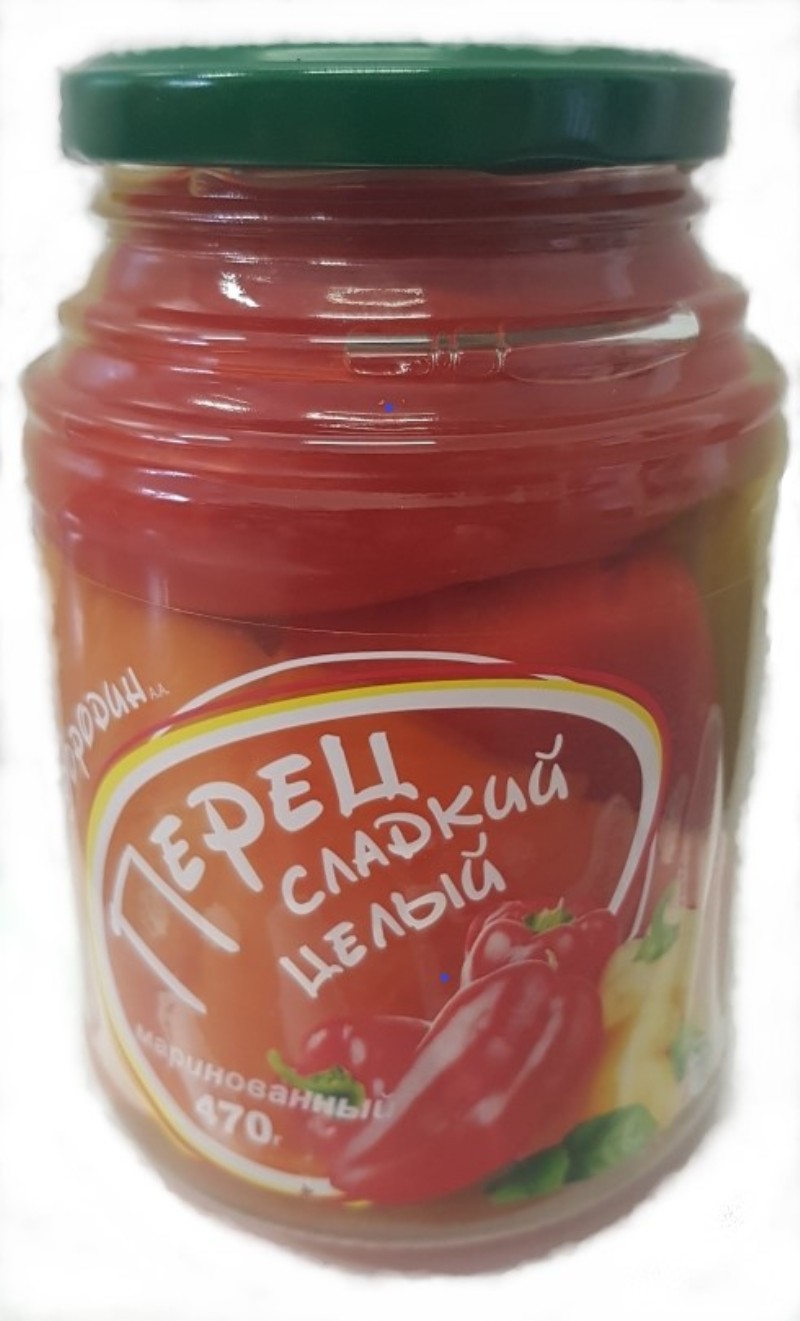 А.А.
ПЕРЕЦ
СЛАДКИЙ
ЦЕЛЫЙ
маринованный
470г